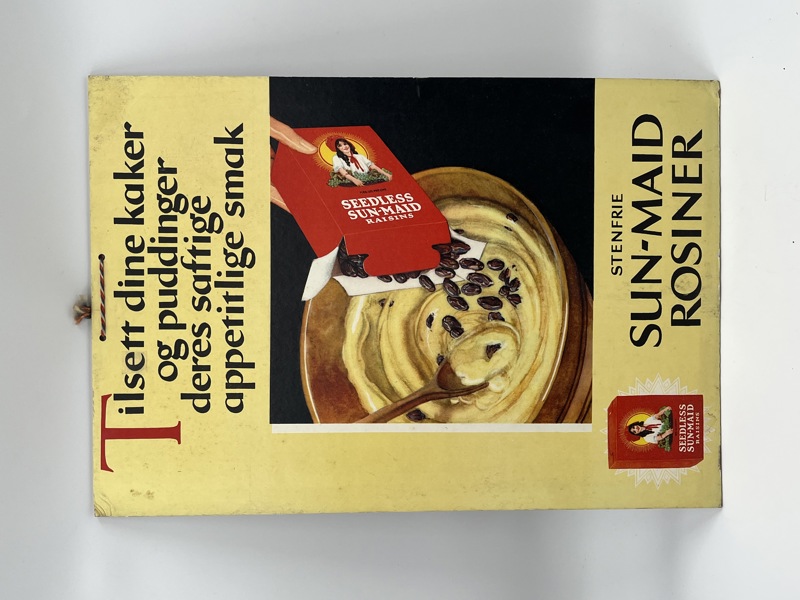 Tilsett dine kaker
og puddinger
deres saftige
appetitlige smak
SEEDLESS
SUN-MAID
RAISINS
STENFRIE
SUN-MAID
ROSINER
SEEDLESS
SUN-MAID
RAISINS